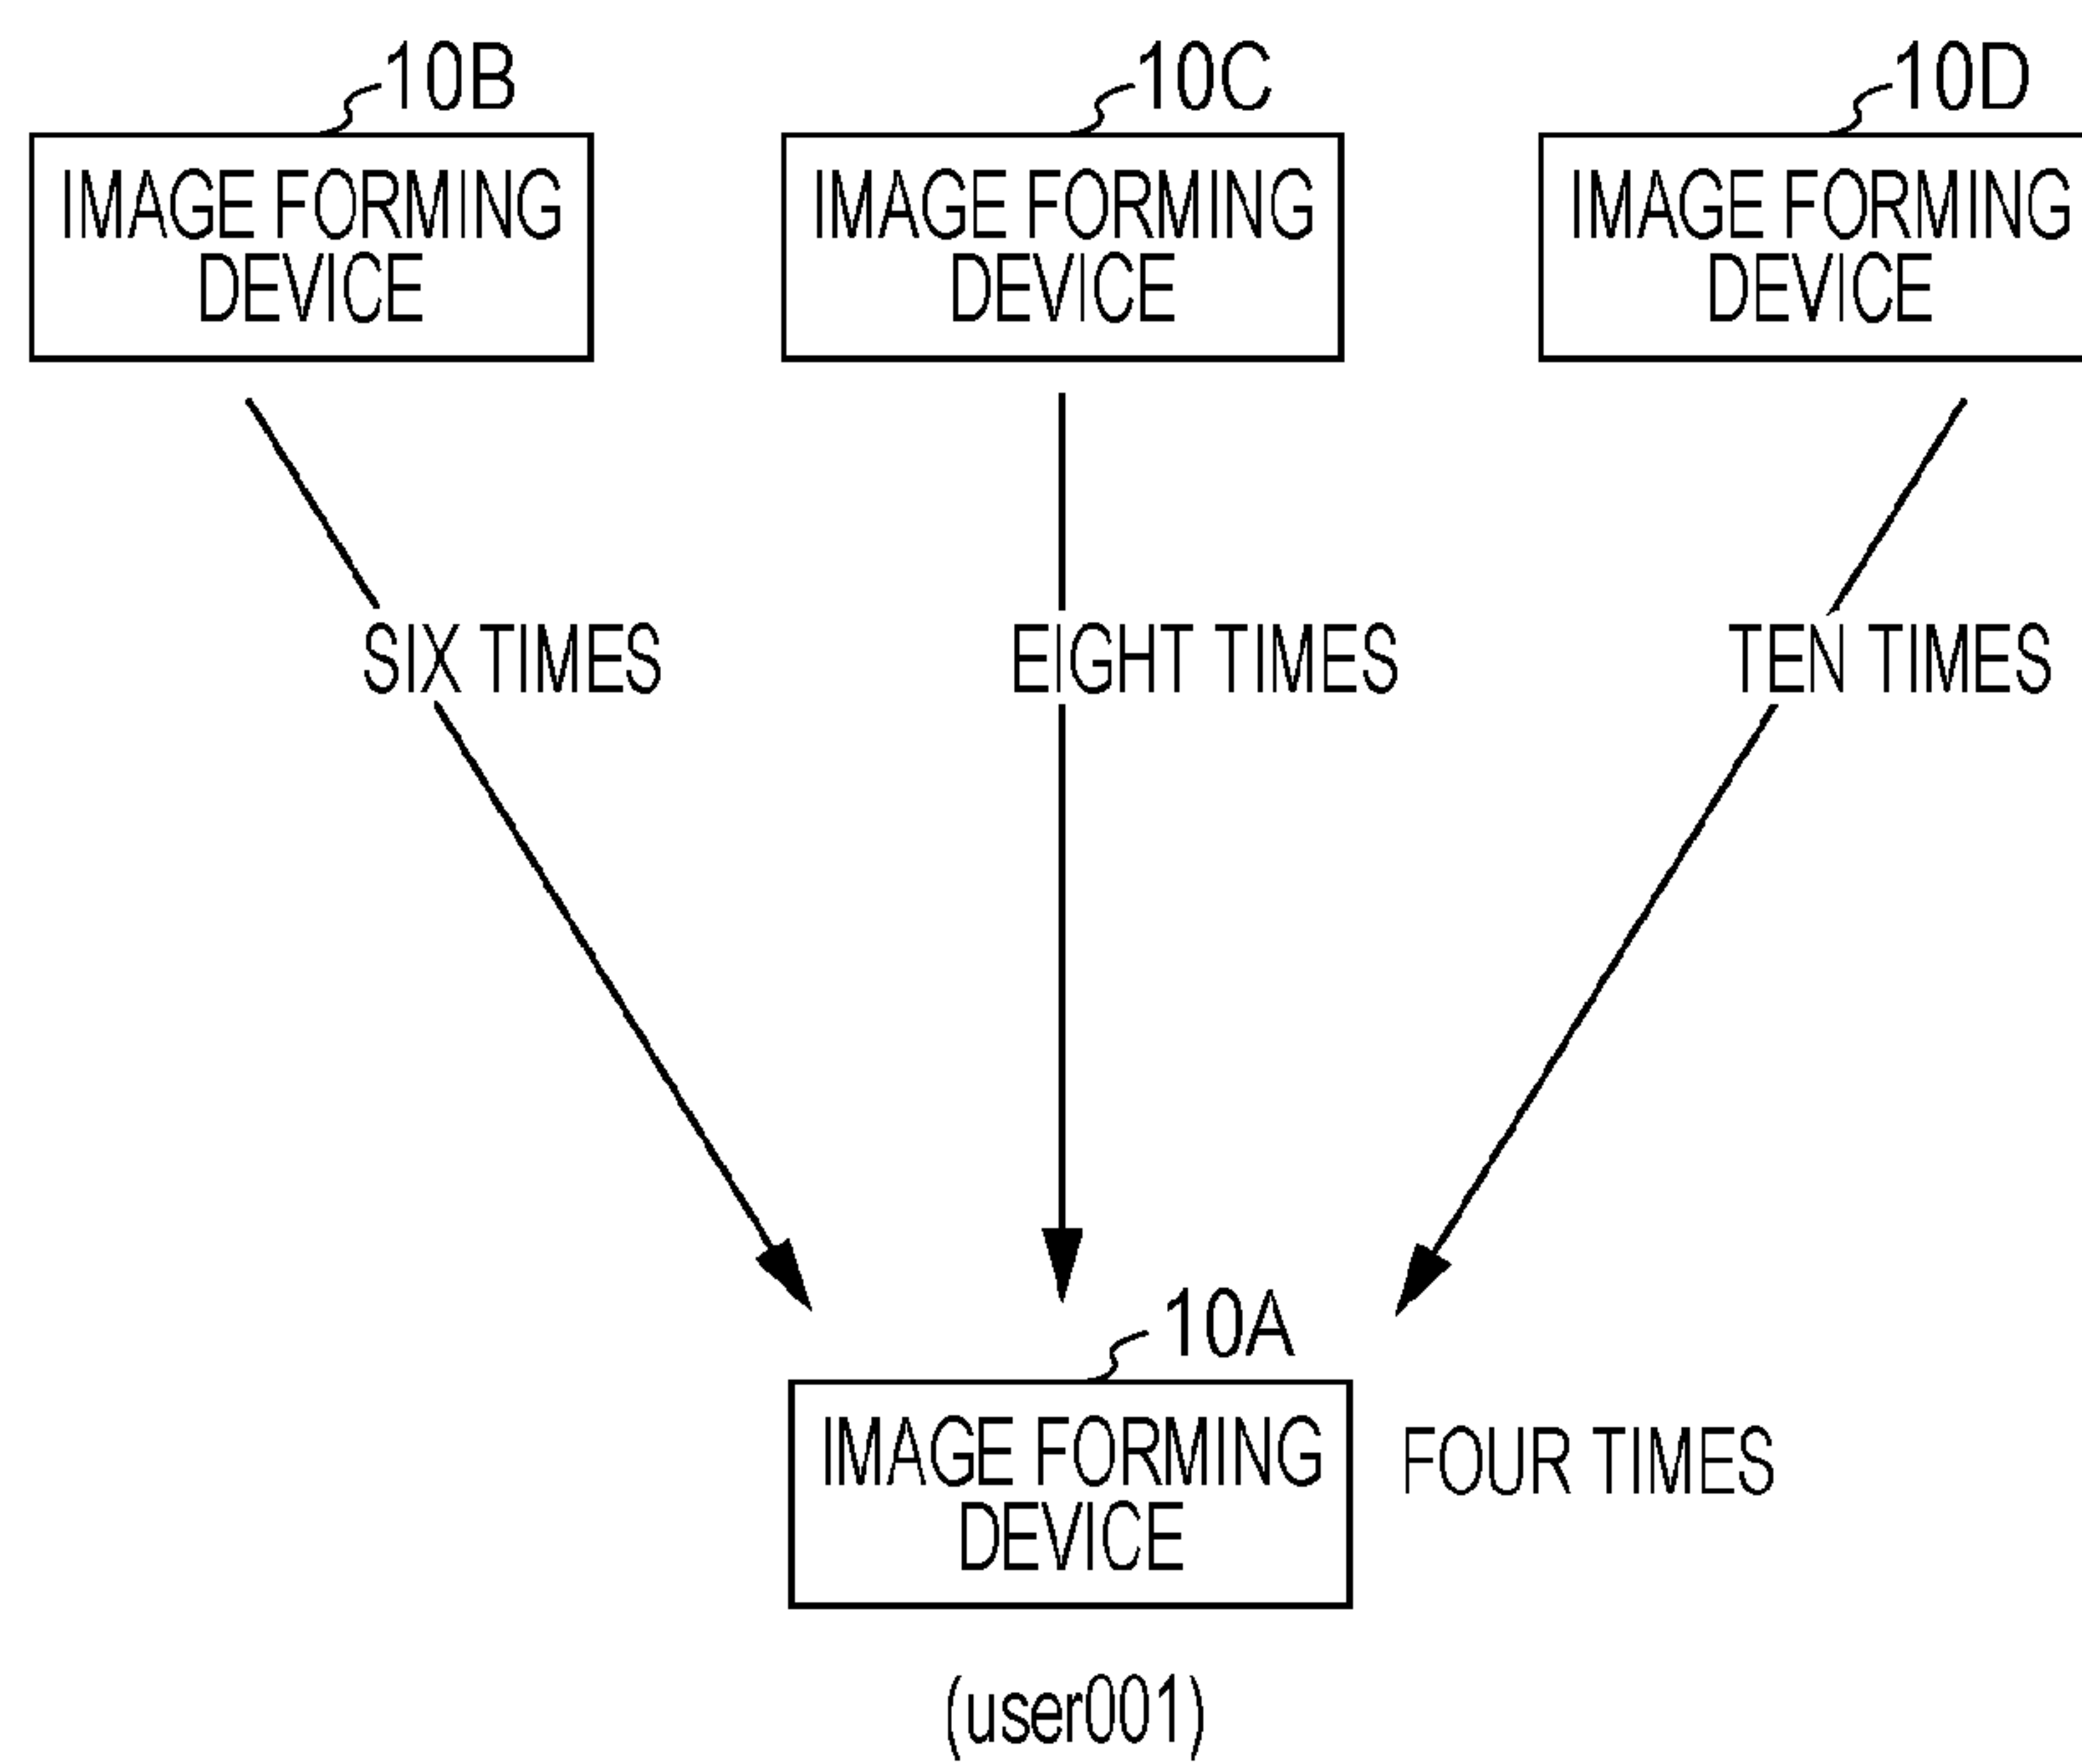 10B
10C
10D
IMAGE FORMING
DEVICE
IMAGE FORMING
DEVICE
IMAGE FORMING
DEVICE
SIX TIMES
EIGHT TIMES
TEN TIMES
10A
IMAGE FORMING
DEVICE
FOUR TIMES
(user001)